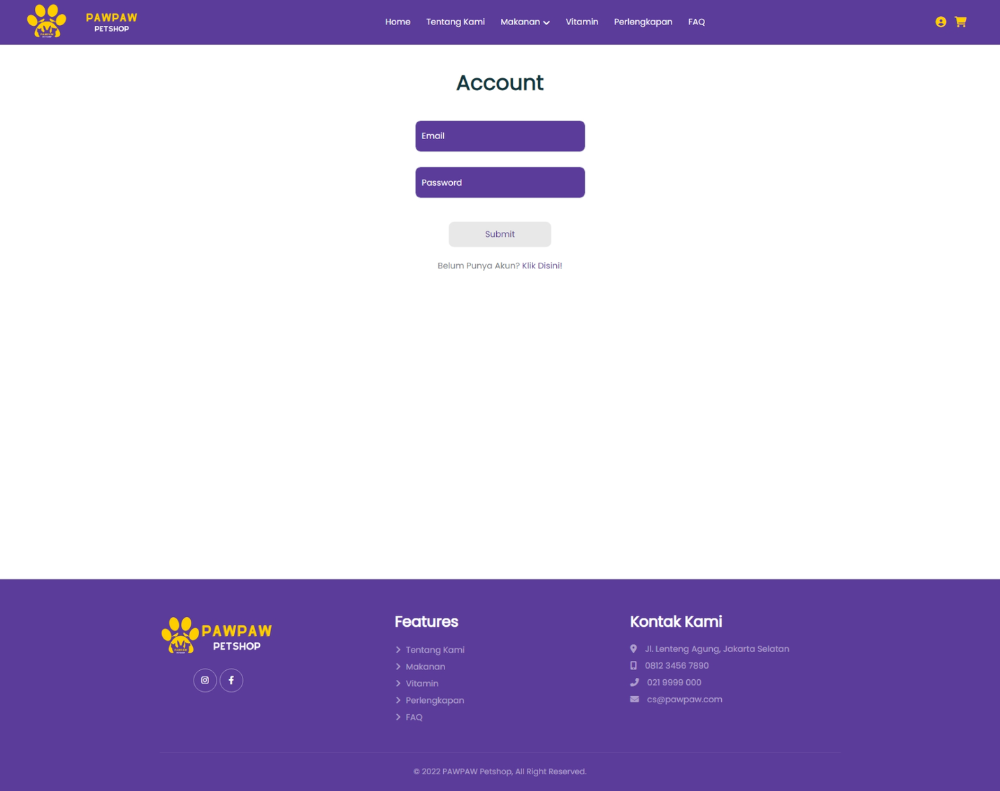 PAWPAW
PETSHOP
Home
Tentang Kami
Makanan
Vitamin
Perlengkapan
FAQ
Account
Email
Password
Submit
Belum Punya Akun? Klik Disini!
PAWPAW
PETSHOP
Features
Tentang Kami
Makanan
Vitamin
Perlengkapan
FAQ
Kontak Kami
Jl. Lenteng Agung, Jakarta Selatan
0812 3456 7890
021 9999 000
cs@pawpaw.com
© 2022 PAWPAW Petshop, All Right Reserved.